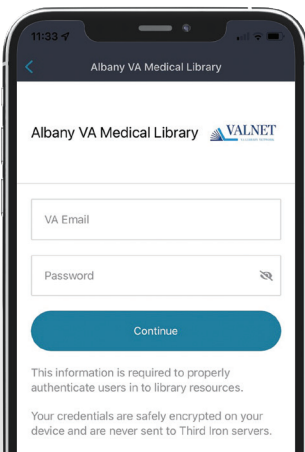 11:33
Albany VA Medical Library
Albany VA Medical Library
VALNET
VA Email
Password
Continue
This information is required to properly
authenticate users in to library resources.
Your credentials are safely encrypted on your
device and are never sent to Third Iron servers.